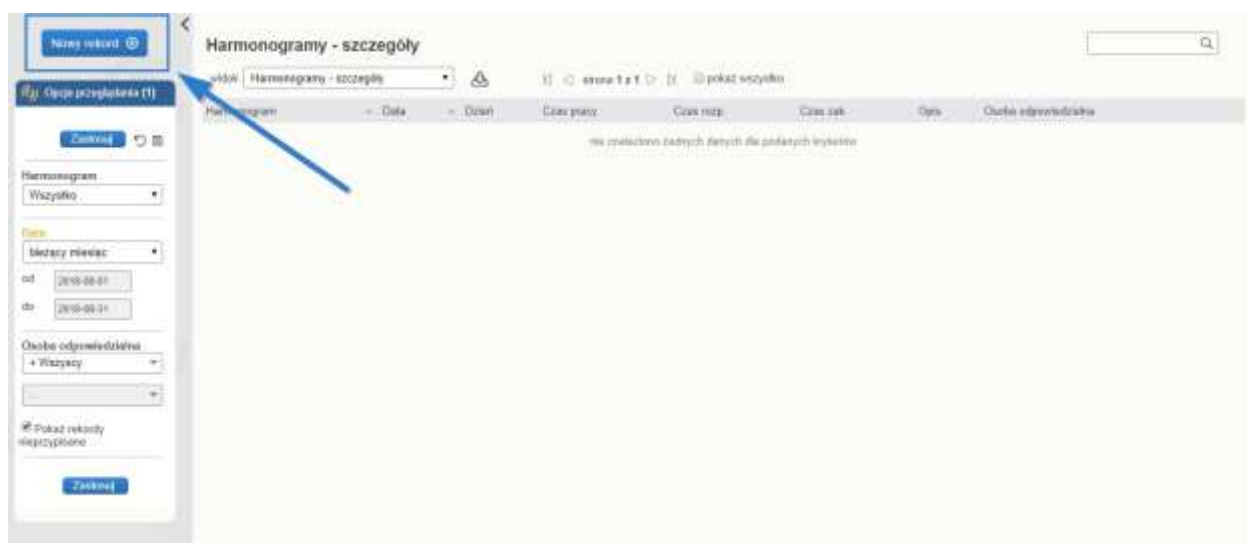 Nowy rekord
Opcje przeglądania (1)
Zastosuj
Harmonogram
Wszystko
Data
bieżący miesiąc
od
do
Osoba odpowiedzialna
+ Wszyscy
Pokaż rekordy
nieprzypisane
Zastosuj
Harmonogramy - szczegóły
widok Harmonogramy - szczegóły strona 1 z 1 pokaż wszystko
Harmonogram Data Dzień Czas pracy Czas rozp Czas zak Opis Osoba odpowiedzialna
nie znaleziono żadnych danych dla podanych kryteriów